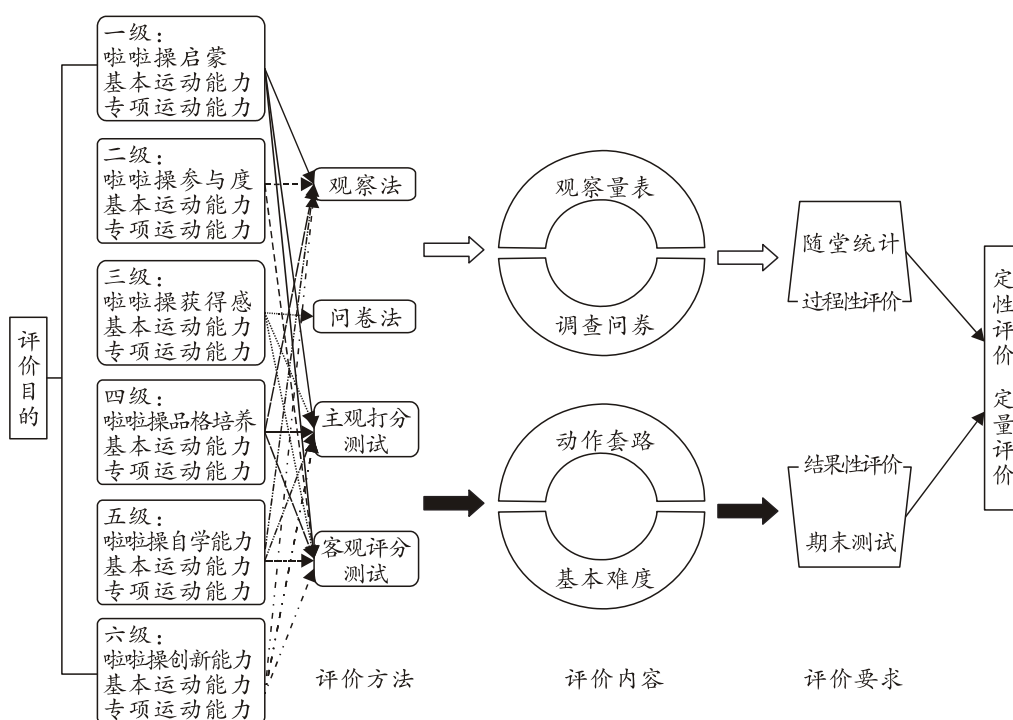 评价目的
一级：
啦啦操启蒙
基本运动能力
专项运动能力
二级：
啦啦操参与度
基本运动能力
专项运动能力
三级：
啦啦操获得感
基本运动能力
专项运动能力
四级：
啦啦操品格培养
基本运动能力
专项运动能力
五级：
啦啦操自学能力
基本运动能力
专项运动能力
六级：
啦啦操创新能力
基本运动能力
专项运动能力
观察法
问卷法
主观打分
测试
客观评分
测试
评价方法
观察量表
调查问券
动作套路
基本难度
评价内容
随堂统计
过程性评价
结果性评价
期末测试
评价要求
定性评价
定量评价